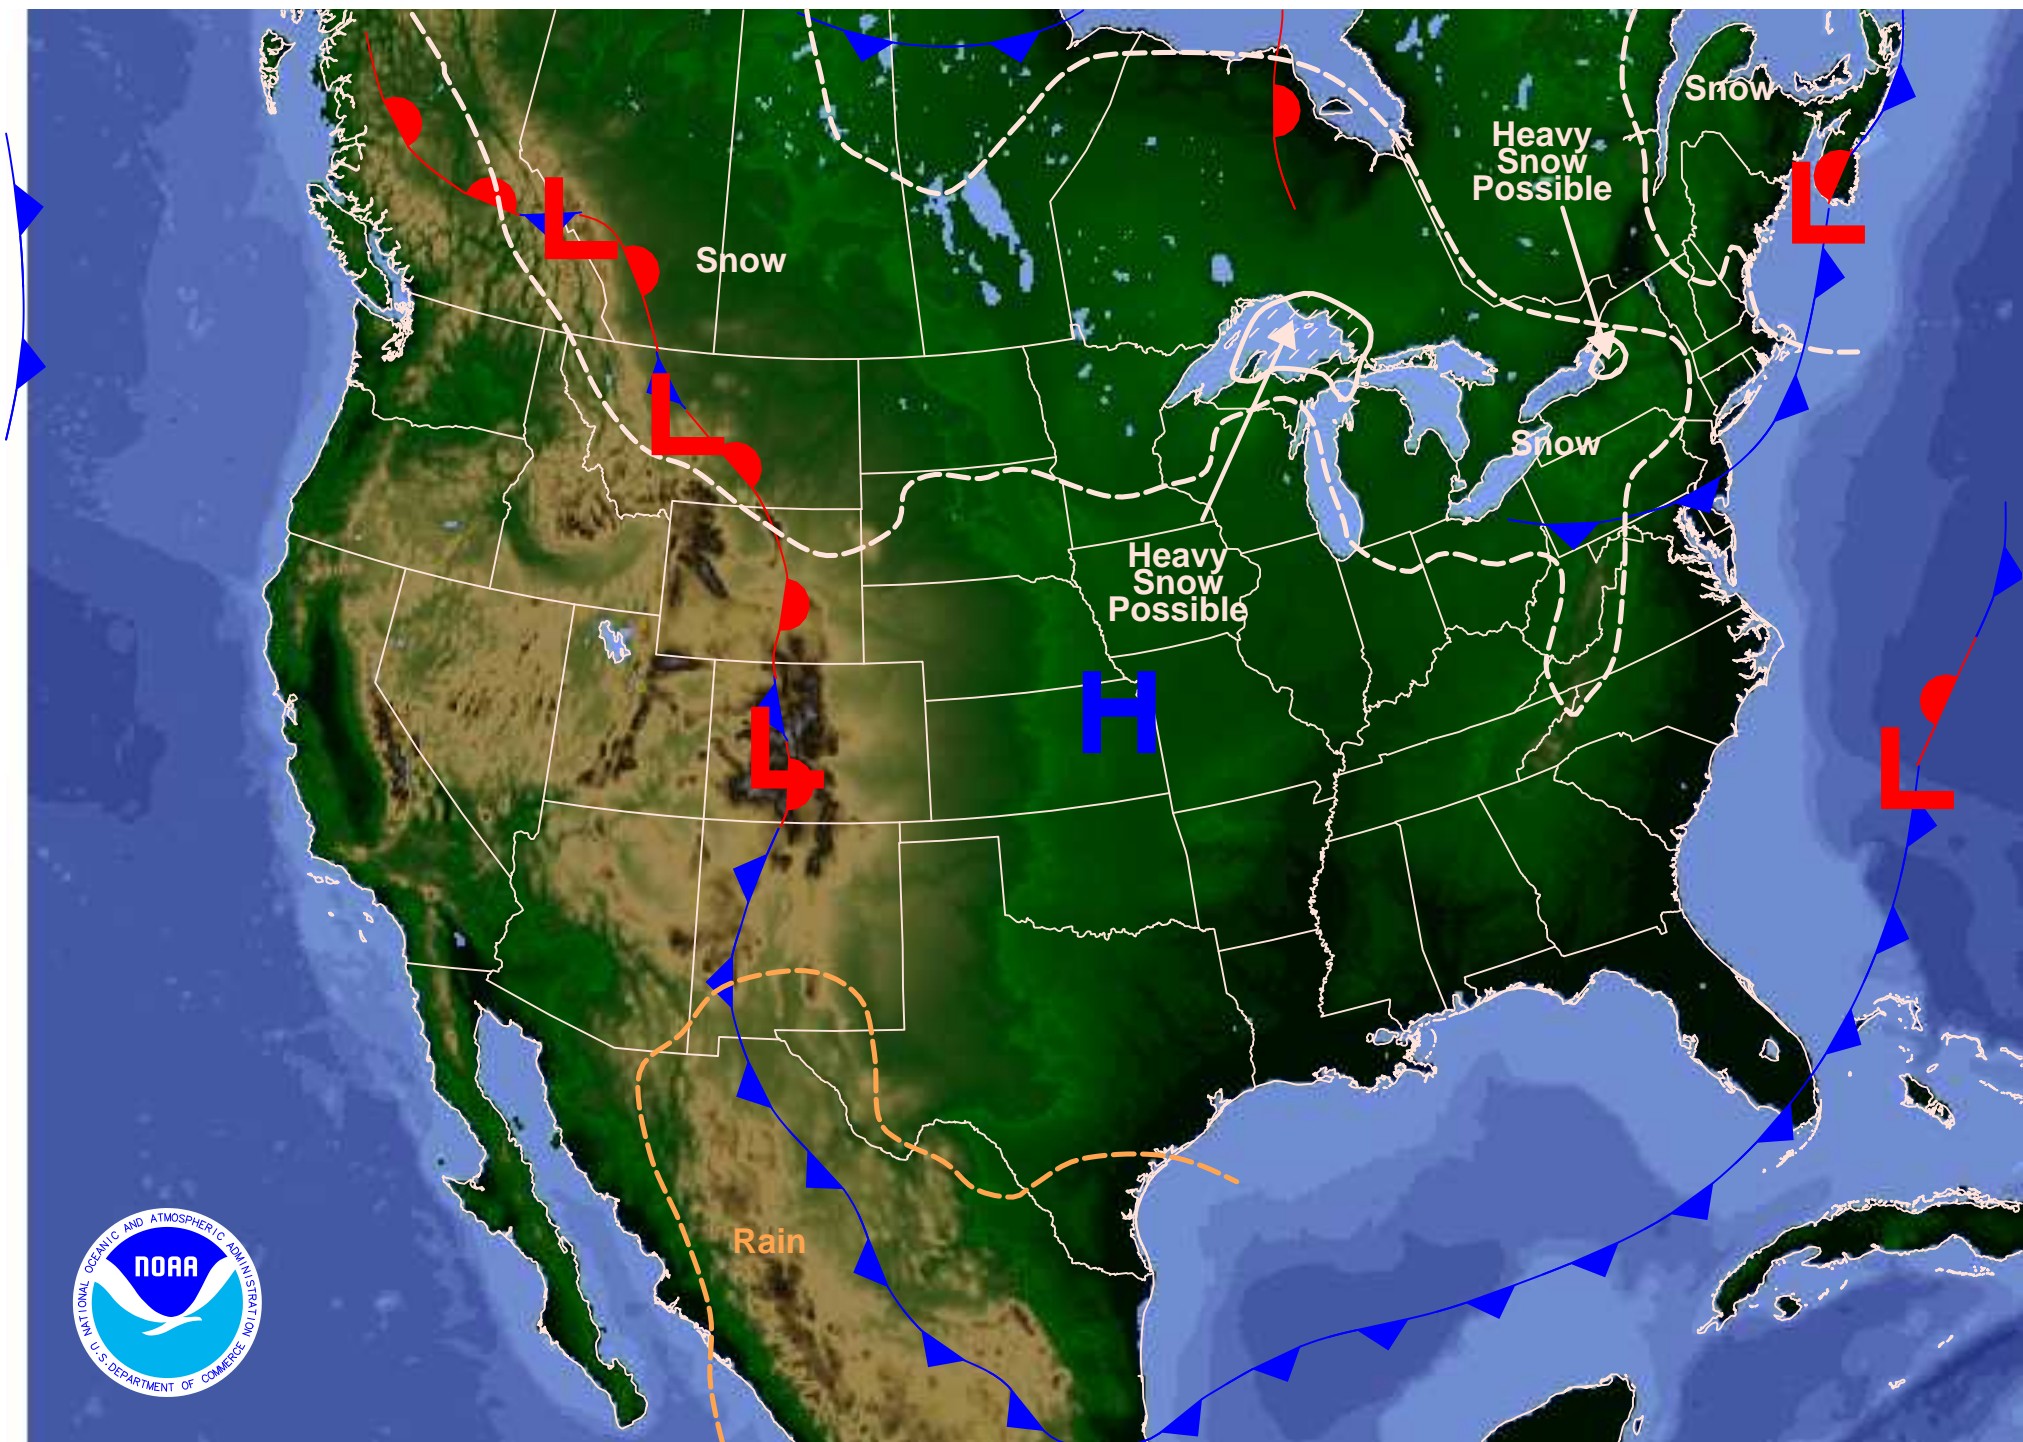 Snow
Heavy
Snow
Possible
L
L
Snow
L
Snow
Heavy
Snow
Possible
H
L
L
Rain
NOAA
NATIONAL OCEANIC AND ATMOSPHERIC ADMINISTRATION
U.S. DEPARTMENT OF COMMERCE